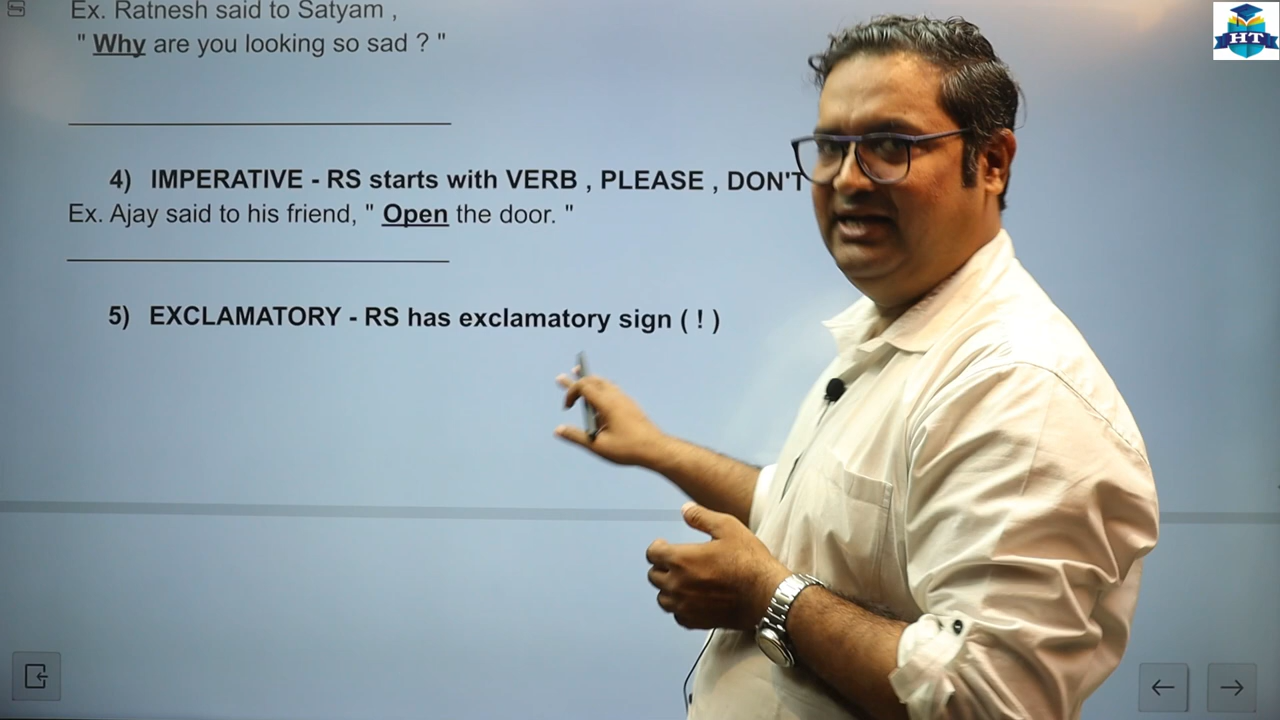 Ex. Ratnesh said to Satyam ,
" Why are you looking so sad ? "
4) IMPERATIVE - RS starts with VERB , PLEASE , DON'T
Ex. Ajay said to his friend, " Open the door. "
5) EXCLAMATORY - RS has exclamatory sign ( ! )
HT